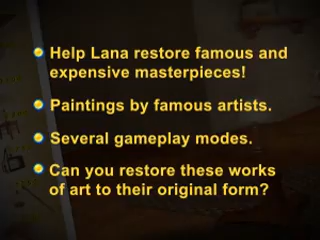 Help Lana restore famous and
expensive masterpieces!
Paintings by famous artists.
Several gameplay modes.
Can you restore these works
of art to their original form?